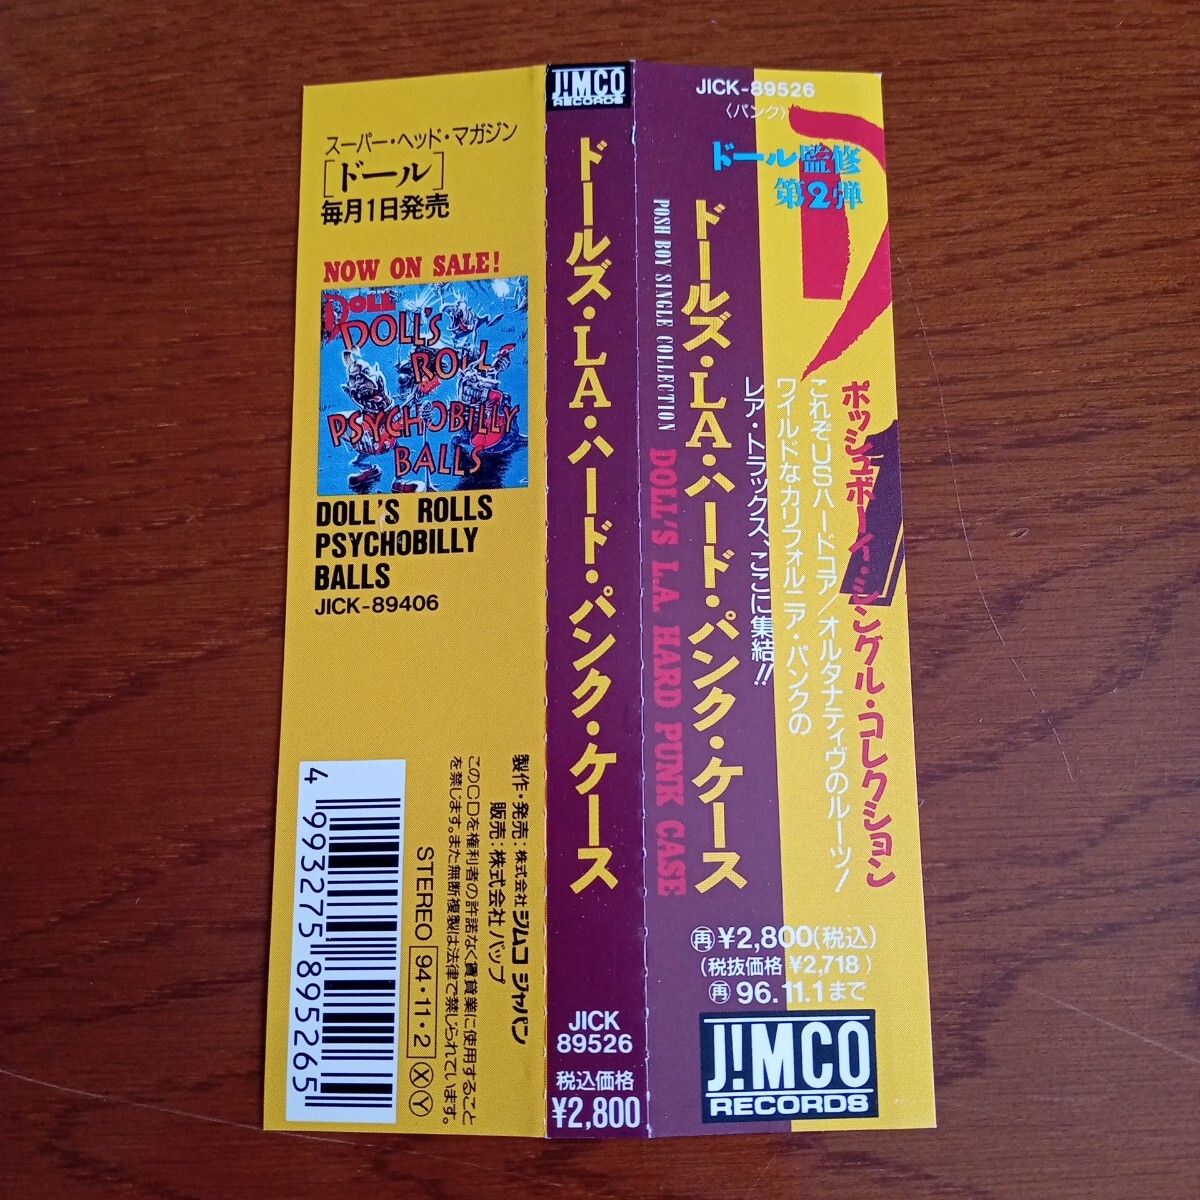 スーパー・ヘッド・マガジン
[ドール]
毎月1日発売
NOW ON SALE!
DOLL
DOLL'S
ROLLS
PSYCHOBILLY
BALLS
DOLL'S ROLLS
PSYCHOBILLY
BALLS
JICK-89406
製作・発売:株式会社ジムコ ジャパン
販売:株式会社バップ
このCDを権利者の許諾なく賃貸業に使用すること
を禁じます。また無断複製は法律で禁じられています。
STEREO 94・11・2 X Y
4 993275 895265
J!MCO
RECORDS
ドールズ・LA・ハード・パンク・ケース
JICK
89526
税込価格
¥2,800
JICK-89526
〈パンク〉
ドール監修
第2弾
ポッシュボーイ・シングル・コレクション
これぞUSハードコア/オルタナティヴのルーツ!
ワイルドなカリフォルニア・パンクの
レア・トラックス、ここに集結!!
ドールズ・LA・ハード・パンク・ケース
POSH BOY SINGLE COLLECTION
DOLL'S L.A. HARD PUNK CASE
再¥2,800(税込)
(税抜価格 ¥2,718)
再96.11.1まで
J!MCO
RECORDS